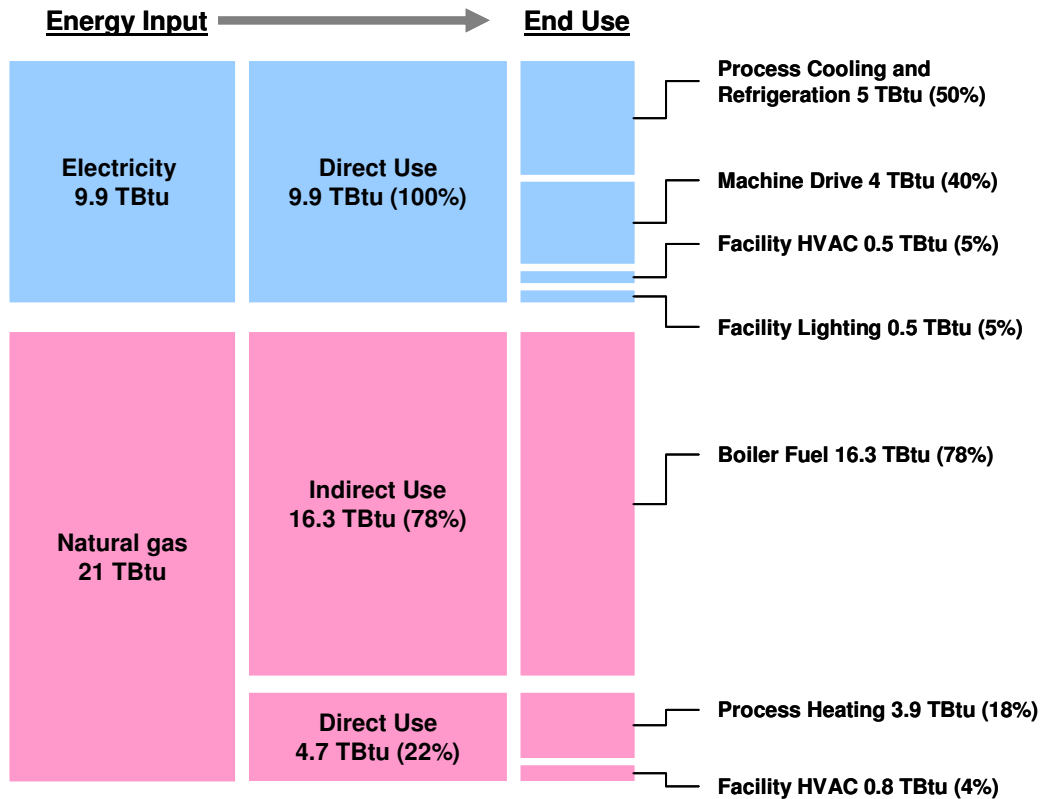 Energy Input
End Use
Electricity
9.9 TBtu
Direct Use
9.9 TBtu (100%)
Process Cooling and
Refrigeration 5 TBtu (50%)
Machine Drive 4 TBtu (40%)
Facility HVAC 0.5 TBtu (5%)
Facility Lighting 0.5 TBtu (5%)
Natural gas
21 TBtu
Indirect Use
16.3 TBtu (78%)
Boiler Fuel 16.3 TBtu (78%)
Direct Use
4.7 TBtu (22%)
Process Heating 3.9 TBtu (18%)
Facility HVAC 0.8 TBtu (4%)